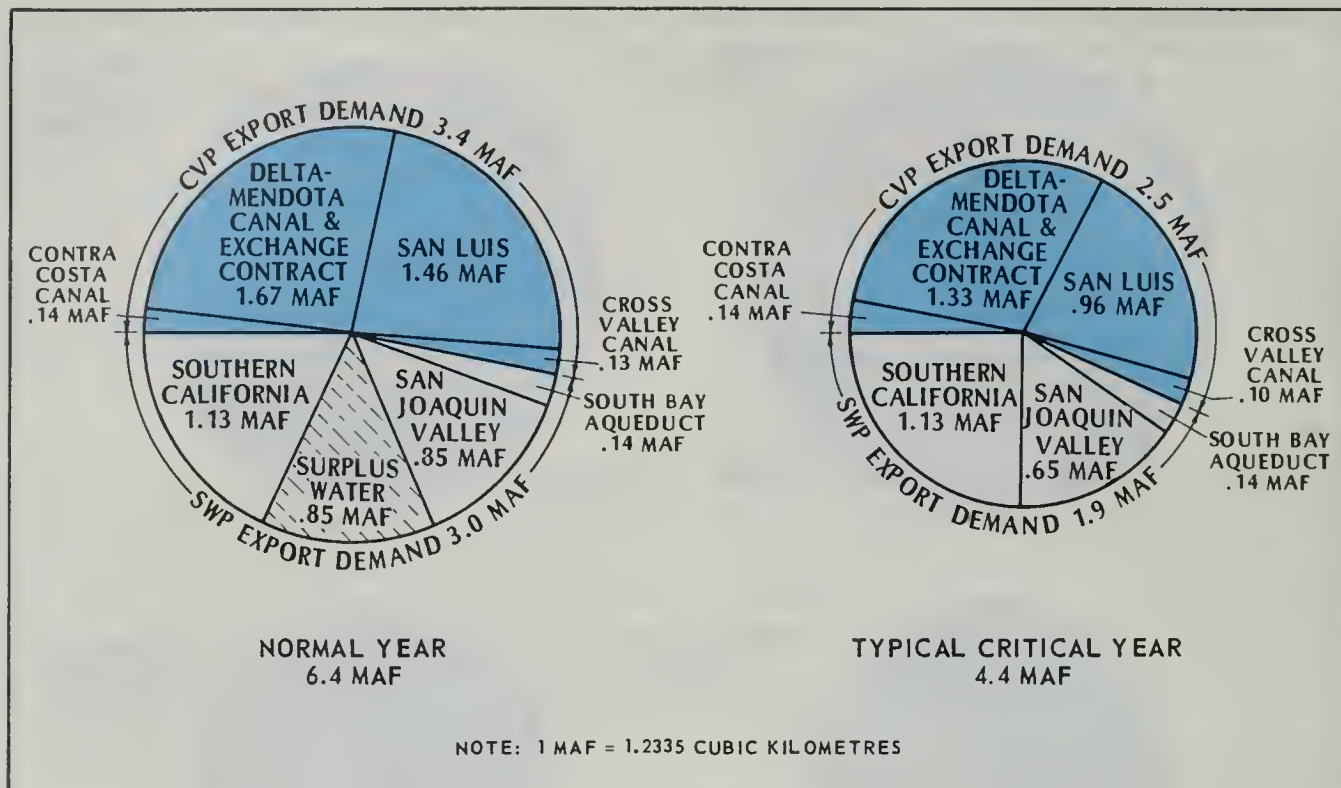 CVP EXPORT DEMAND 3.4 MAF
DELTA-
MENDOTA
CANAL &
EXCHANGE
CONTRACT
1.67 MAF
SAN LUIS
1.46 MAF
CONTRA
COSTA
CANAL
.14 MAF
CROSS
VALLEY
CANAL
.13 MAF
SOUTH BAY
AQUEDUCT
.14 MAF
SOUTHERN
CALIFORNIA
1.13 MAF
SURPLUS
WATER
.85 MAF
SAN
JOAQUIN
VALLEY
.85 MAF
SWP EXPORT DEMAND 3.0 MAF
NORMAL YEAR
6.4 MAF
CVP EXPORT DEMAND 2.5 MAF
DELTA-
MENDOTA
CANAL &
EXCHANGE
CONTRACT
1.33 MAF
SAN LUIS
.96 MAF
CONTRA
COSTA
CANAL
.14 MAF
CROSS
VALLEY
CANAL
.10 MAF
SOUTH BAY
AQUEDUCT
.14 MAF
SOUTHERN
CALIFORNIA
1.13 MAF
SAN
JOAQUIN
VALLEY
.65 MAF
SWP EXPORT DEMAND 1.9 MAF
TYPICAL CRITICAL YEAR
4.4 MAF
NOTE: 1 MAF = 1.2335 CUBIC KILOMETRES